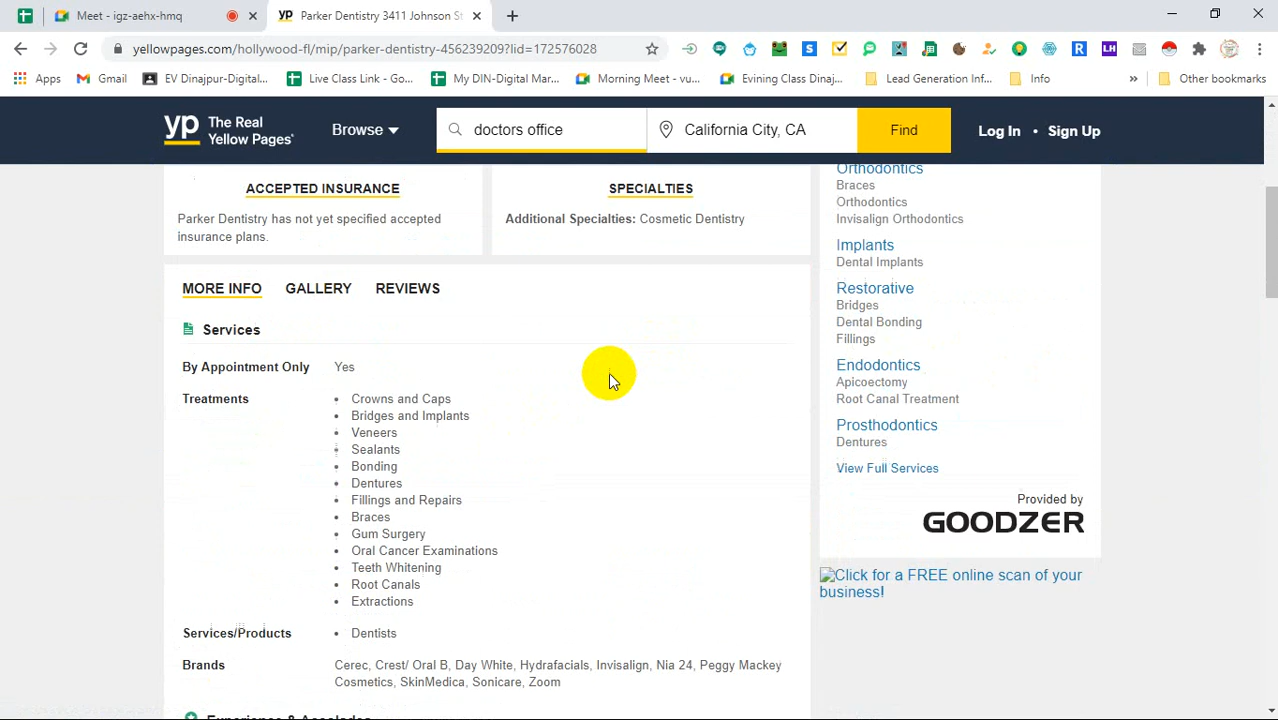 Meet - igz-aehx-hmq
Parker Dentistry 3411 Johnson St
yellowpages.com/hollywood-fl/mip/parker-dentistry-456239209?lid=172576028
Apps
Gmail
EV Dinajpur-Digital...
Live Class Link - Go...
My DIN-Digital Mar...
Morning Meet - vu...
Evining Class Dinaj...
Lead Generation Inf...
Info
»
Other bookmarks
yp The Real
Yellow Pages
Browse
doctors office
California City, CA
Find
Log In • Sign Up
ACCEPTED INSURANCE
Parker Dentistry has not yet specified accepted
insurance plans.
SPECIALTIES
Additional Specialties: Cosmetic Dentistry
MORE INFO
GALLERY
REVIEWS
Services
By Appointment Only Yes
Treatments • Crowns and Caps
• Bridges and Implants
• Veneers
• Sealants
• Bonding
• Dentures
• Fillings and Repairs
• Braces
• Gum Surgery
• Oral Cancer Examinations
• Teeth Whitening
• Root Canals
• Extractions
Services/Products • Dentists
Brands Cerec, Crest/ Oral B, Day White, Hydrafacials, Invisalign, Nia 24, Peggy Mackey
Cosmetics, SkinMedica, Sonicare, Zoom
Experience & Accolades
Orthodontics
Braces
Orthodontics
Invisalign Orthodontics
Implants
Dental Implants
Restorative
Bridges
Dental Bonding
Fillings
Endodontics
Apicoectomy
Root Canal Treatment
Prosthodontics
Dentures
View Full Services
Provided by
GOODZER
Click for a FREE online scan of your
business!